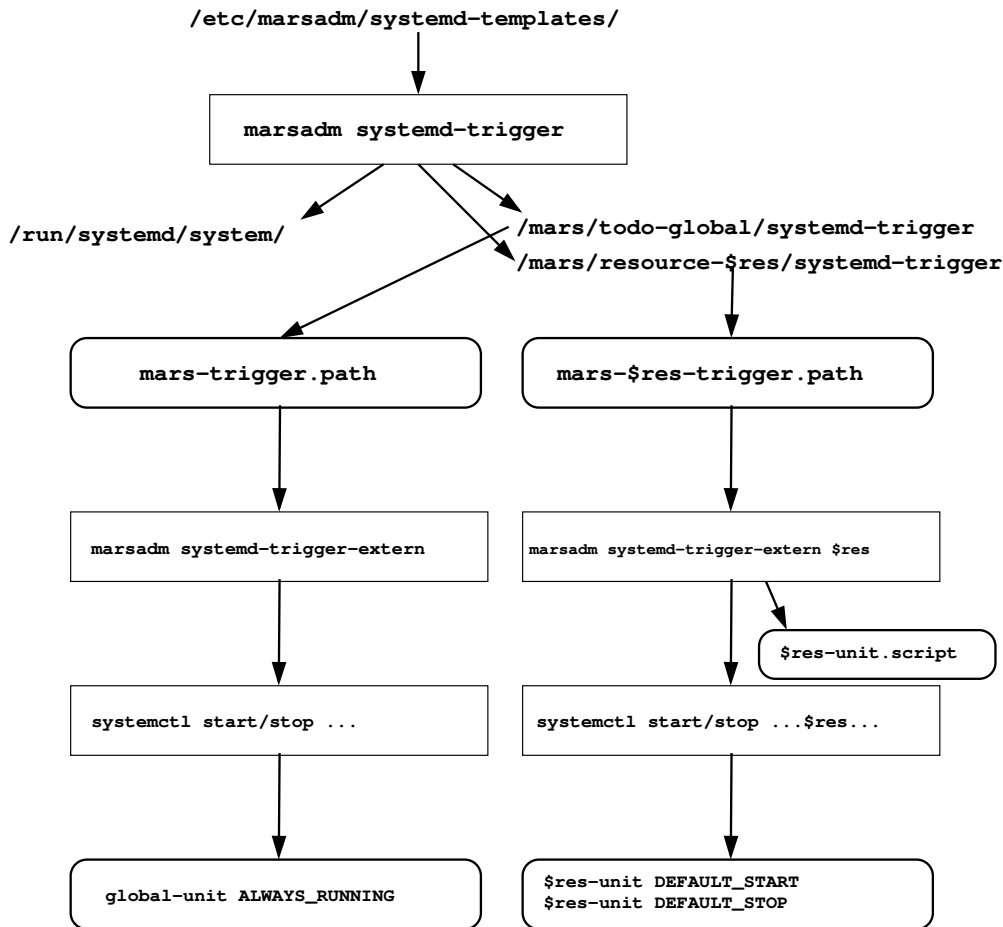 /etc/marsadm/systemd-templates/
marsadm systemd-trigger
/run/systemd/system/
/mars/todo-global/systemd-trigger
/mars/resource-$res/systemd-trigger
mars-trigger.path
mars-$res-trigger.path
marsadm systemd-trigger-extern
marsadm systemd-trigger-extern $res
$res-unit.script
systemctl start/stop ...
systemctl start/stop ...$res...
global-unit ALWAYS_RUNNING
$res-unit DEFAULT_START
$res-unit DEFAULT_STOP